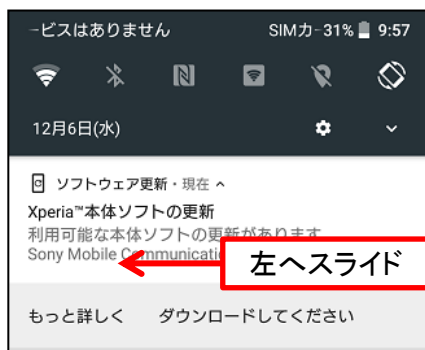 -ビスはありません SIMカ- 31% 9:57
12月6日(水)
ソフトウェア更新・現在
Xperia™本体ソフトの更新
利用可能な本体ソフトの更新があります
Sony Mobile
左へスライド
もっと詳しく ダウンロードしてください